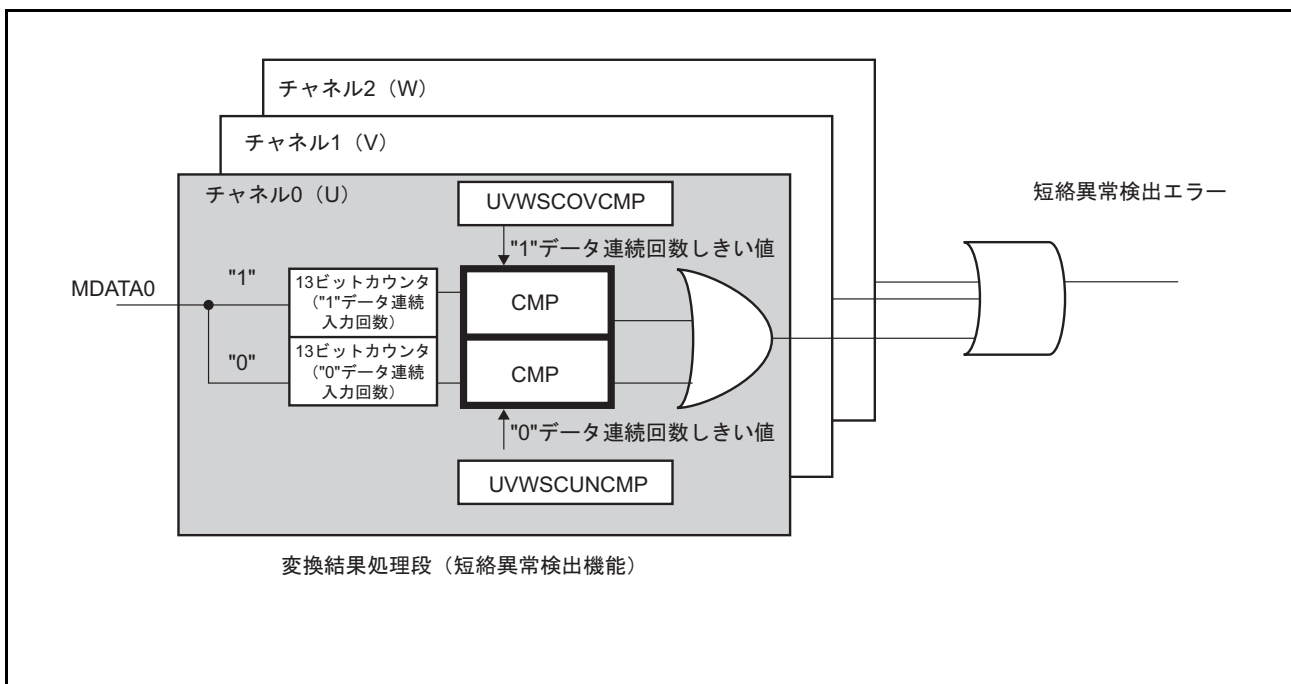 チャネル2（W）
チャネル1（V）
チャネル0（U）
短絡異常検出エラー
UVWSCOVCMP
"1"データ連続回数しきい値
"1"
MDATA0
13ビットカウンタ
（"1"データ連続
入力回数）
CMP
"0"
13ビットカウンタ
（"0"データ連続
入力回数）
CMP
"0"データ連続回数しきい値
UVWSCUNCMP
変換結果処理段（短絡異常検出機能）